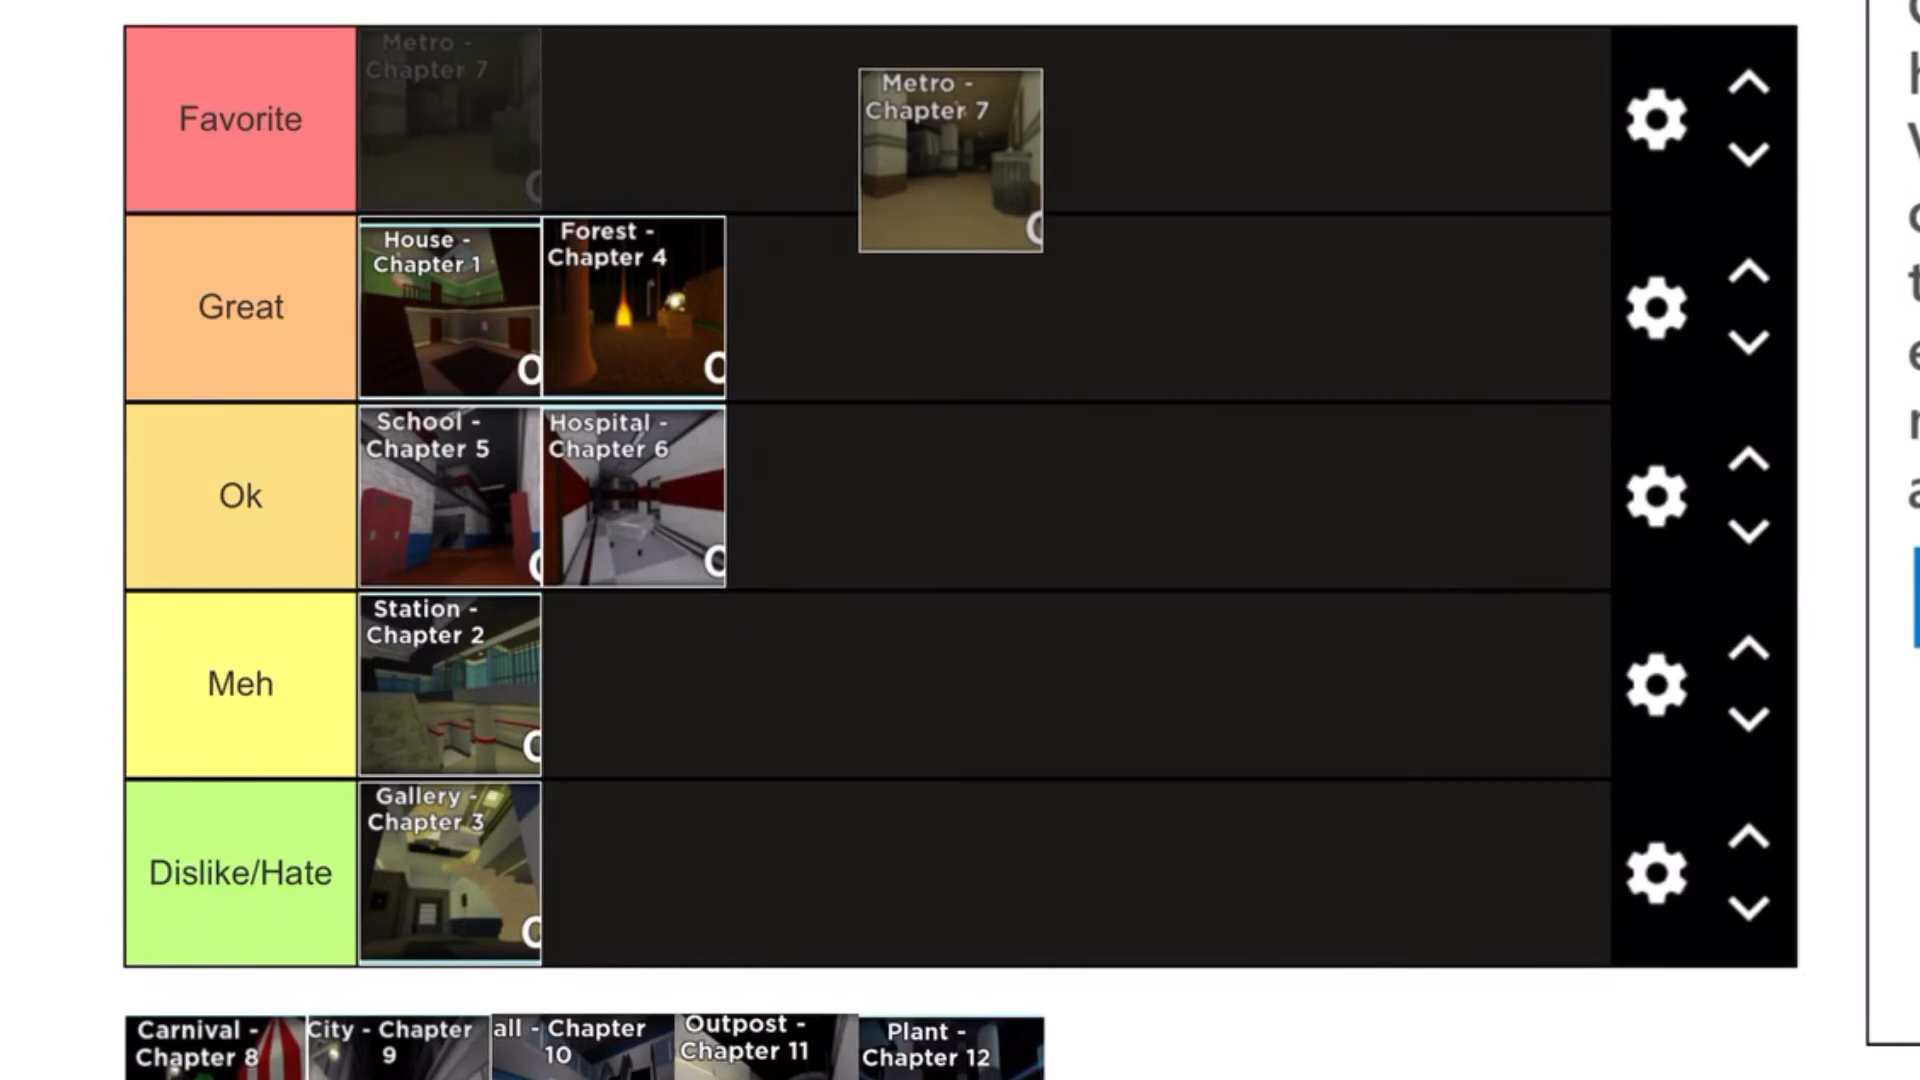 Favorite
Metro -
Chapter 7
Metro -
Chapter 7
Great
House -
Chapter 1
Forest -
Chapter 4
Ok
School -
Chapter 5
Hospital -
Chapter 6
Meh
Station -
Chapter 2
Dislike/Hate
Gallery -
Chapter 3
Carnival -
Chapter 8
City - Chapter
9
all - Chapter
10
Outpost -
Chapter 11
Plant -
Chapter 12